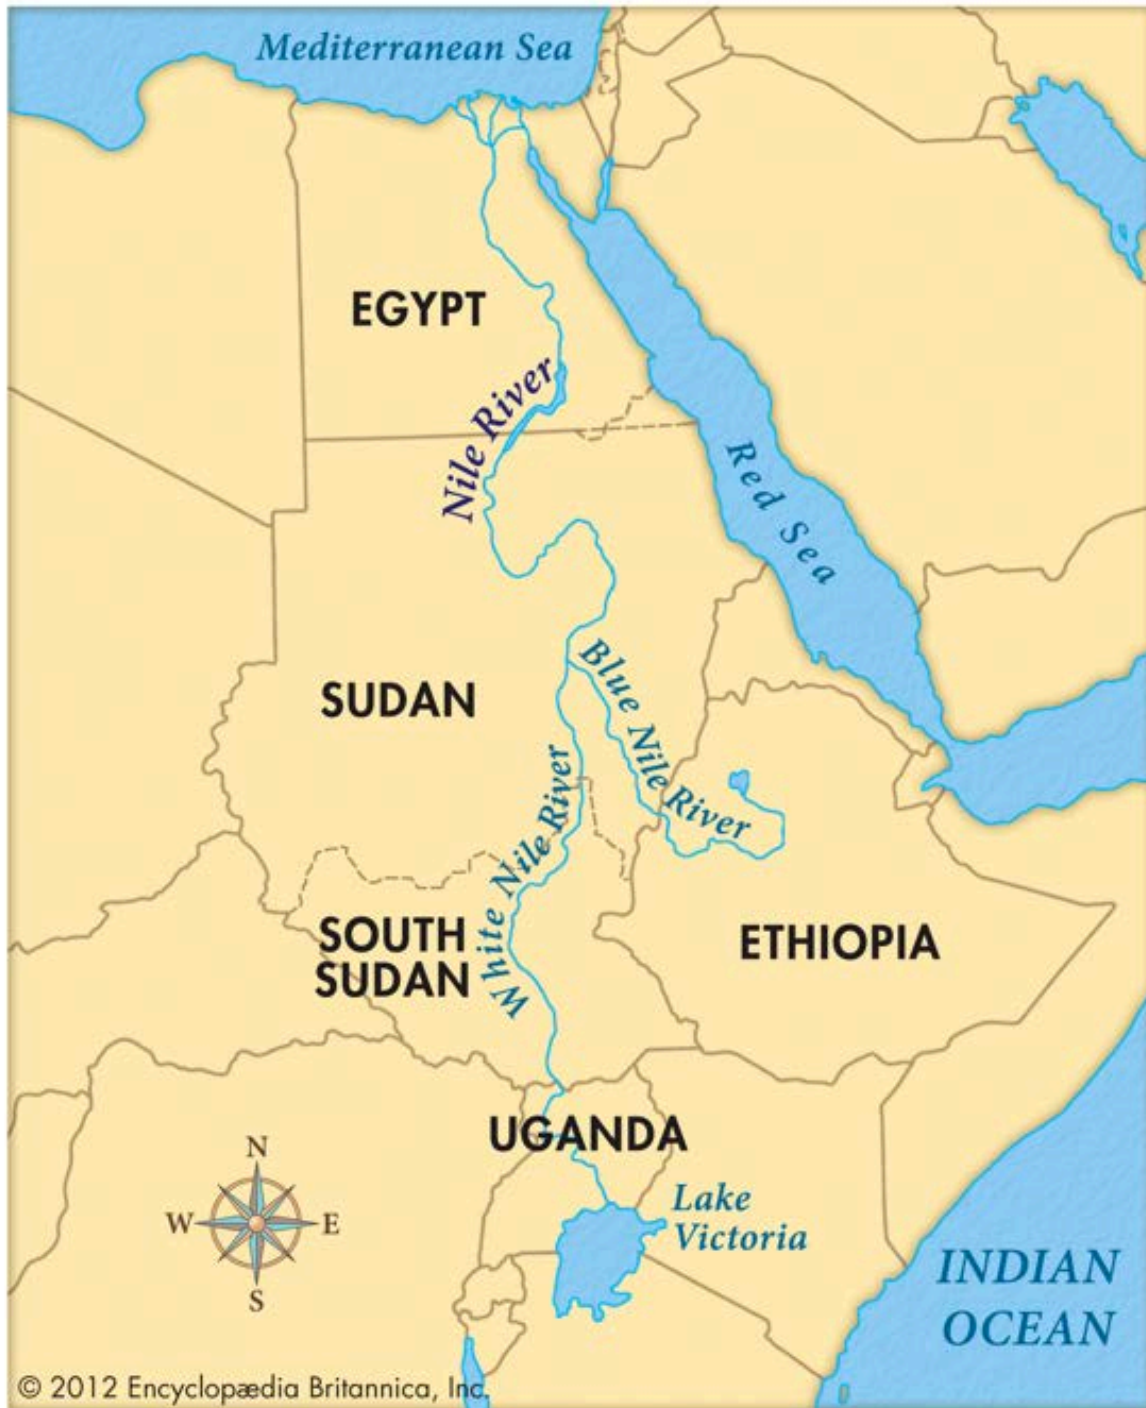 Mediterranean Sea
EGYPT
Nile River
Red Sea
SUDAN
Blue Nile River
White Nile River
SOUTH
SUDAN
ETHIOPIA
UGANDA
N
W
E
S
Lake
Victoria
INDIAN
OCEAN
© 2012 Encyclopædia Britannica, Inc.